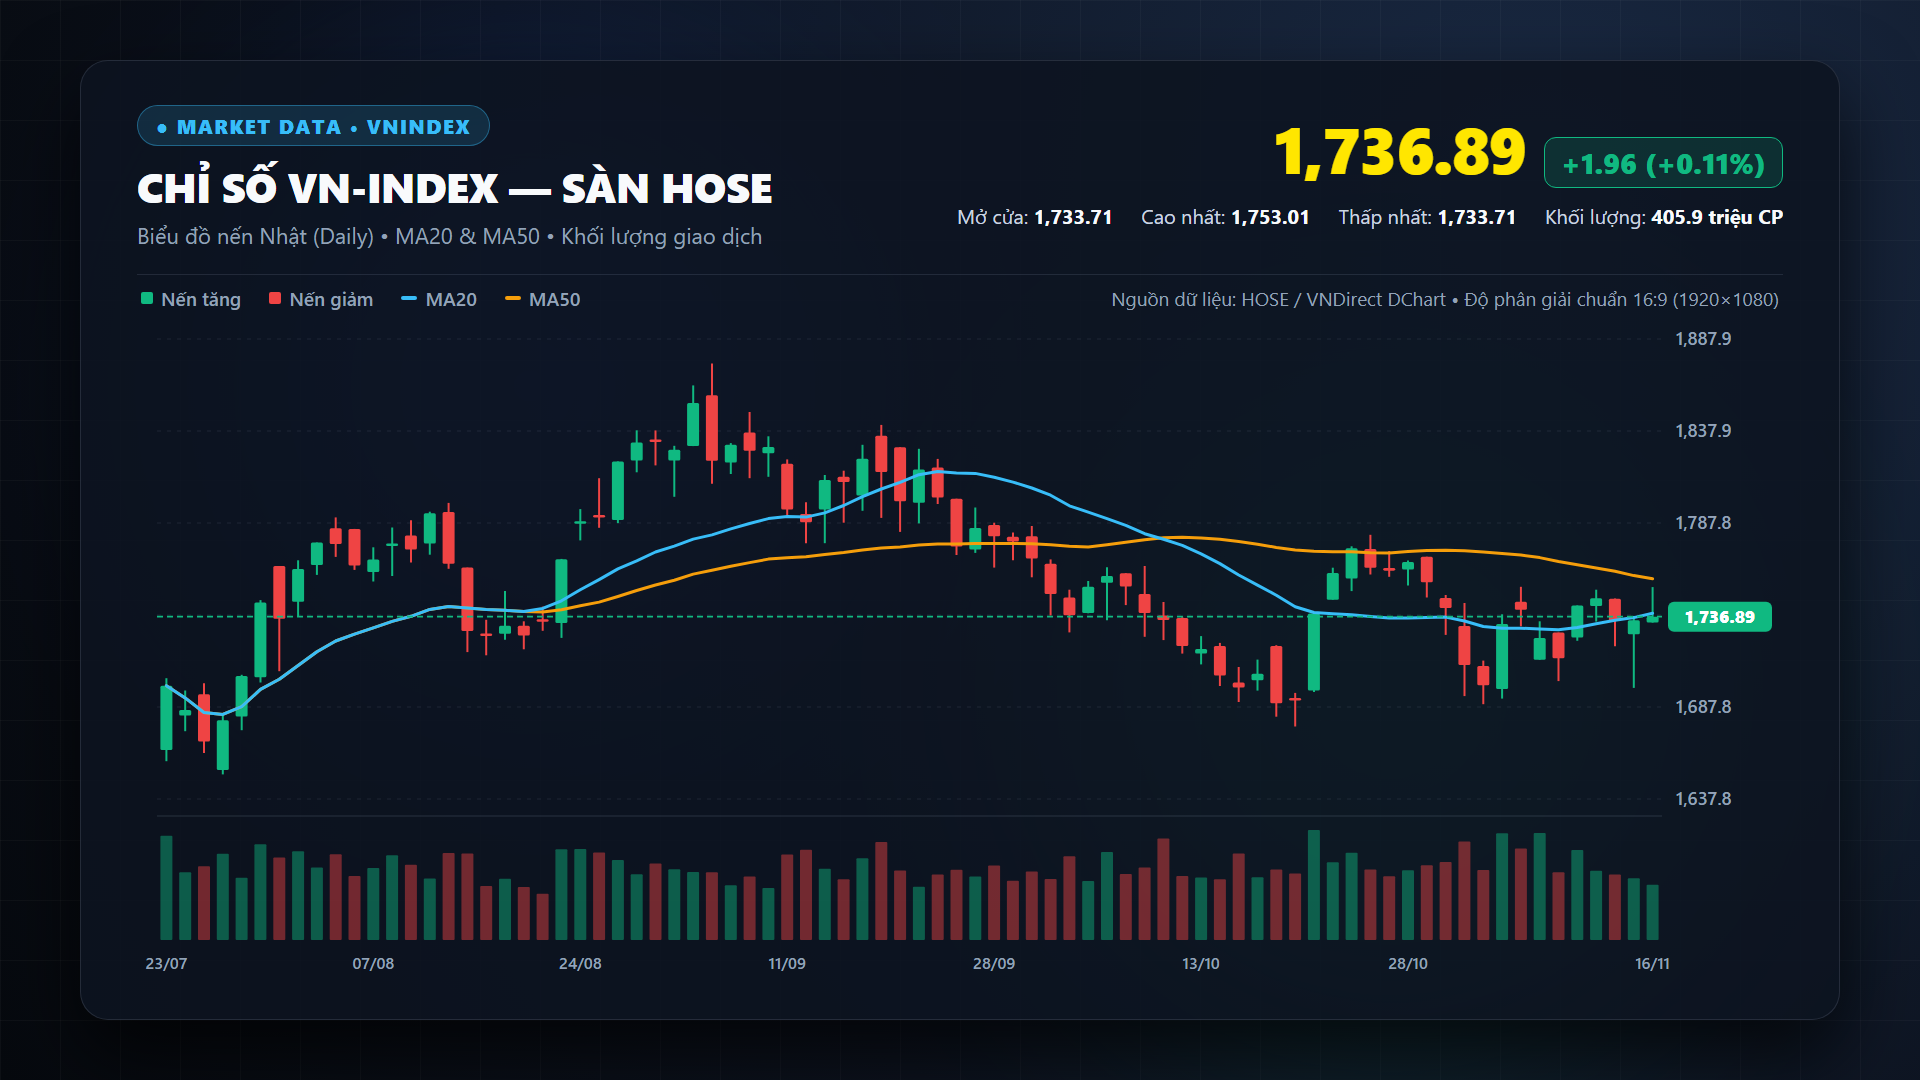 • MARKET DATA • VNINDEX
CHỈ SỐ VN-INDEX — SÀN HOSE
Biểu đồ nến Nhật (Daily) • MA20 & MA50 • Khối lượng giao dịch
1,736.89 +1.96 (+0.11%)
Mở cửa: 1,733.71 Cao nhất: 1,753.01 Thấp nhất: 1,733.71 Khối lượng: 405.9 triệu CP
Nến tăng Nến giảm MA20 MA50
Nguồn dữ liệu: HOSE / VNDirect DChart • Độ phân giải chuẩn 16:9 (1920×1080)
1,887.9
1,837.9
1,787.8
1,736.89
1,687.8
1,637.8
23/07 07/08 24/08 11/09 28/09 13/10 28/10 16/11